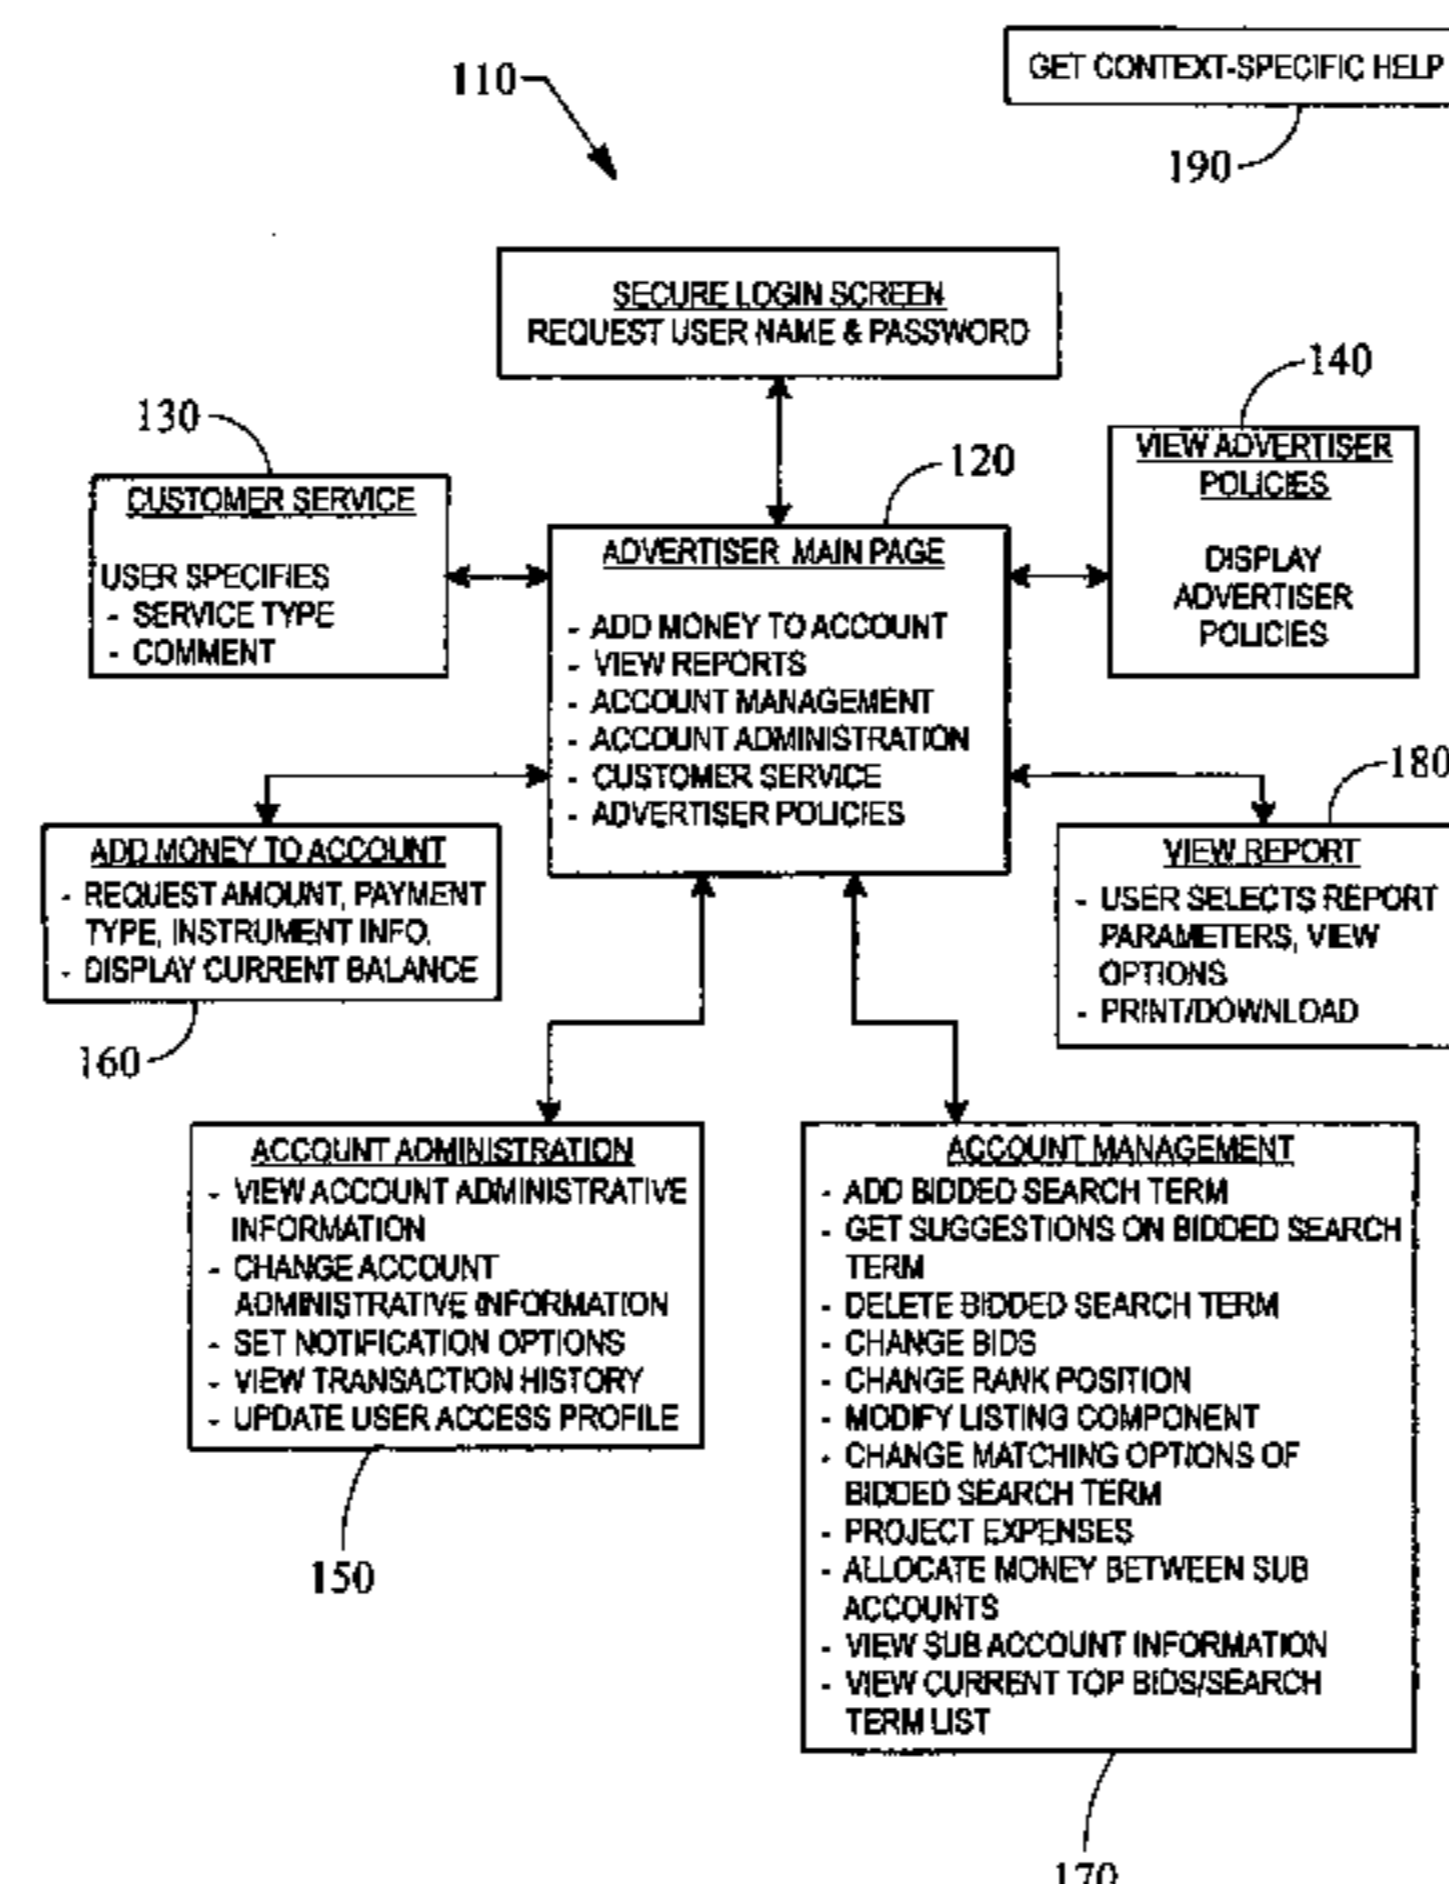 GET CONTEXT-SPECIFIC HELP
110
190
SECURE LOGIN SCREEN
REQUEST USER NAME & PASSWORD
140
130
120
VIEW ADVERTISER
POLICIES
DISPLAY
ADVERTISER
POLICIES
CUSTOMER SERVICE
USER SPECIFIES
- SERVICE TYPE
- COMMENT
ADVERTISER MAIN PAGE
- ADD MONEY TO ACCOUNT
- VIEW REPORTS
- ACCOUNT MANAGEMENT
- ACCOUNT ADMINISTRATION
- CUSTOMER SERVICE
- ADVERTISER POLICIES
180
ADD MONEY TO ACCOUNT
- REQUEST AMOUNT, PAYMENT
TYPE, INSTRUMENT INFO.
- DISPLAY CURRENT BALANCE
160
VIEW REPORT
- USER SELECTS REPORT
PARAMETERS, VIEW
OPTIONS
- PRINT/DOWNLOAD
ACCOUNT ADMINISTRATION
- VIEW ACCOUNT ADMINISTRATIVE
INFORMATION
- CHANGE ACCOUNT
ADMINISTRATIVE INFORMATION
- SET NOTIFICATION OPTIONS
- VIEW TRANSACTION HISTORY
- UPDATE USER ACCESS PROFILE
150
ACCOUNT MANAGEMENT
- ADD BIDDED SEARCH TERM
- GET SUGGESTIONS ON BIDDED SEARCH
TERM
- DELETE BIDDED SEARCH TERM
- CHANGE BIDS
- CHANGE RANK POSITION
- MODIFY LISTING COMPONENT
- CHANGE MATCHING OPTIONS OF
BIDDED SEARCH TERM
- PROJECT EXPENSES
- ALLOCATE MONEY BETWEEN SUB
ACCOUNTS
- VIEW SUB ACCOUNT INFORMATION
- VIEW CURRENT TOP BIDS/SEARCH
TERM LIST
170